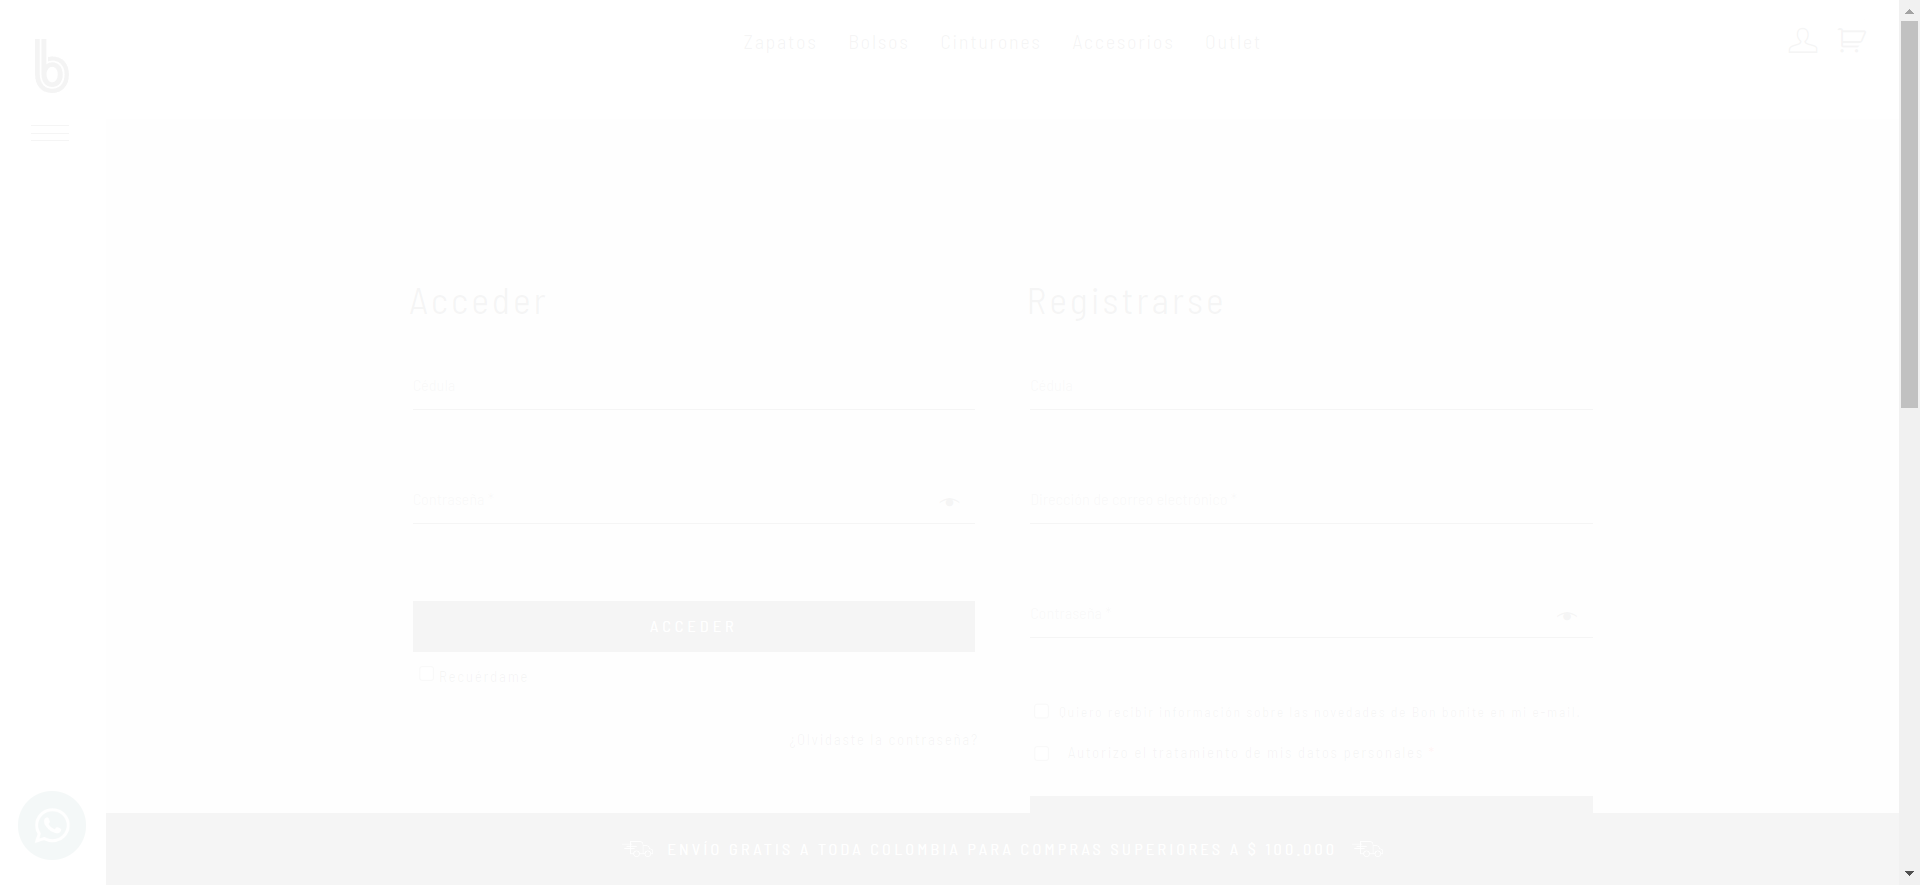 Zapatos Bolsos Cinturones Accesorios Outlet
Acceder
Registrarse
Cédula
Cédula
Contraseña *
Dirección de correo electrónico *
Contraseña *
ACCEDER
Recuérdame
¿Olvidaste la contraseña?
Quiero recibir información sobre las novedades de Bon bonite en mi e-mail
Autorizo el tratamiento de mis datos personales *
ENVÍO GRATIS A TODA COLOMBIA PARA COMPRAS SUPERIORES A $ 100.000